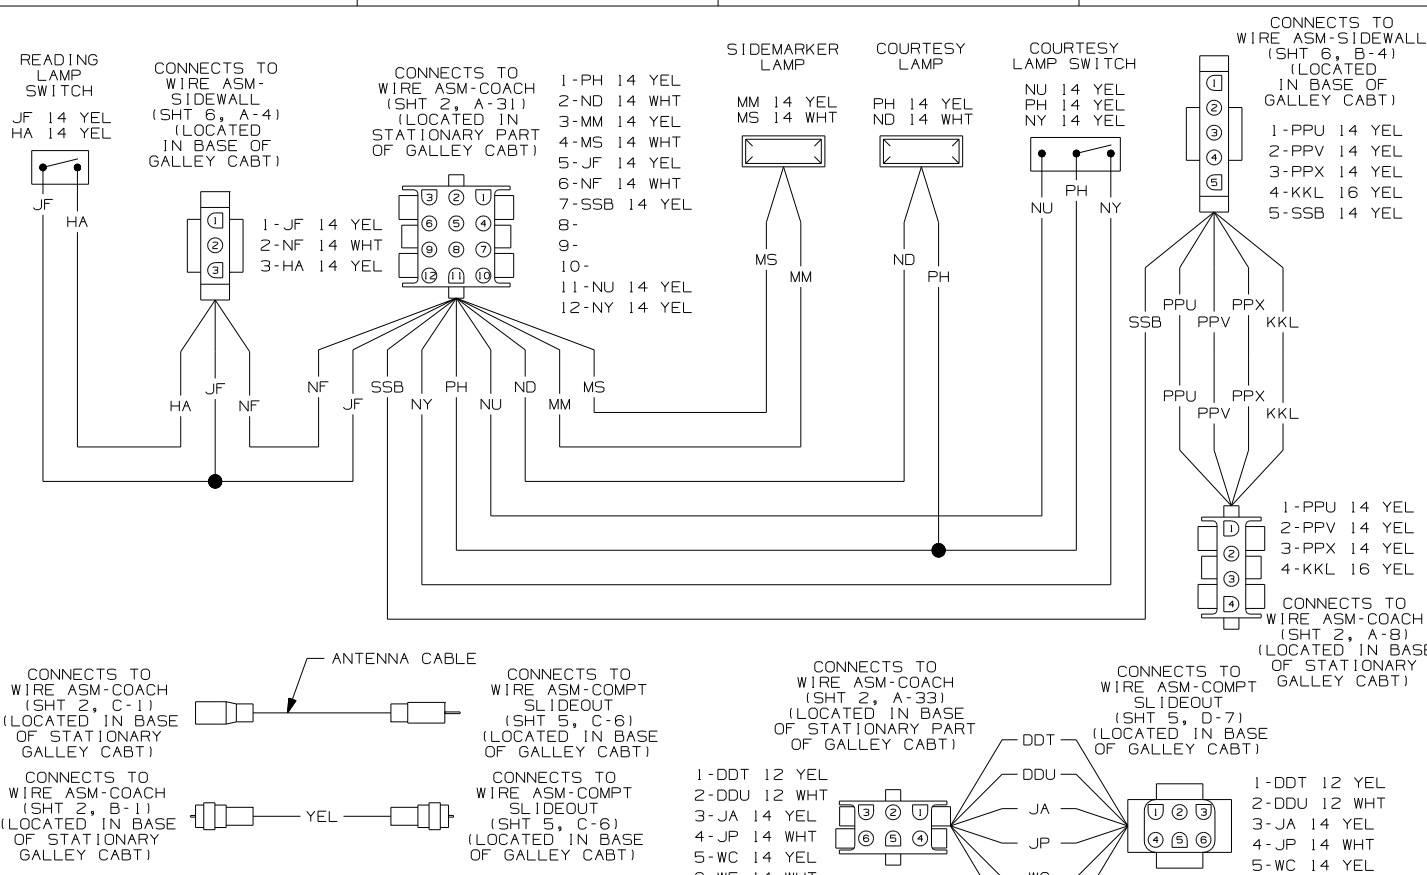 READING
LAMP
SWITCH
JF 14 YEL
HA 14 YEL
JF
HA
CONNECTS TO
WIRE ASM-
SIDEWALL
(SHT 6, A-4)
(LOCATED
IN BASE OF
GALLEY CABT)
1
2
3
1-JF 14 YEL
2-NF 14 WHT
3-HA 14 YEL
HA
JF
NF
CONNECTS TO
WIRE ASM-COACH
(SHT 2, A-31)
(LOCATED IN
STATIONARY PART
OF GALLEY CABT)
3 2 1
6 5 4
9 8 7
12 11 10
1-PH 14 YEL
2-ND 14 WHT
3-MM 14 YEL
4-MS 14 WHT
5-JF 14 YEL
6-NF 14 WHT
7-SSB 14 YEL
8-
9-
10-
11-NU 14 YEL
12-NY 14 YEL
NF
JF
SSB
NY
PH
NU
ND
MM
MS
SIDEMARKER
LAMP
MM 14 YEL
MS 14 WHT
MS
MM
COURTESY
LAMP
PH 14 YEL
ND 14 WHT
ND
PH
COURTESY
LAMP SWITCH
NU 14 YEL
PH 14 YEL
NY 14 YEL
NU
PH
NY
CONNECTS TO
WIRE ASM-SIDEWALL
(SHT 6, B-4)
(LOCATED
IN BASE OF
GALLEY CABT)
1
2
3
4
5
1-PPU 14 YEL
2-PPV 14 YEL
3-PPX 14 YEL
4-KKL 16 YEL
5-SSB 14 YEL
SSB
PPU
PPV
PPX
KKL
PPU
PPV
PPX
KKL
1
2
3
4
1-PPU 14 YEL
2-PPV 14 YEL
3-PPX 14 YEL
4-KKL 16 YEL
CONNECTS TO
WIRE ASM-COACH
(SHT 2, A-8)
(LOCATED IN BASE
OF STATIONARY
GALLEY CABT)
CONNECTS TO
WIRE ASM-COACH
(SHT 2, C-1)
(LOCATED IN BASE
OF STATIONARY
GALLEY CABT)
ANTENNA CABLE
CONNECTS TO
WIRE ASM-COMPT
SLIDEOUT
(SHT 5, C-6)
(LOCATED IN BASE
OF GALLEY CABT)
CONNECTS TO
WIRE ASM-COACH
(SHT 2, B-1)
(LOCATED IN BASE
OF STATIONARY
GALLEY CABT)
YEL
CONNECTS TO
WIRE ASM-COMPT
SLIDEOUT
(SHT 5, C-6)
(LOCATED IN BASE
OF GALLEY CABT)
CONNECTS TO
WIRE ASM-COACH
(SHT 2, A-33)
(LOCATED IN BASE
OF STATIONARY PART
OF GALLEY CABT)
1-DDT 12 YEL
2-DDU 12 WHT
3-JA 14 YEL
4-JP 14 WHT
5-WC 14 YEL
3 2 1
6 5 4
DDT
DDU
JA
JP
CONNECTS TO
WIRE ASM-COMPT
SLIDEOUT
(SHT 5, D-7)
(LOCATED IN BASE
OF GALLEY CABT)
1 2 3
4 5 6
1-DDT 12 YEL
2-DDU 12 WHT
3-JA 14 YEL
4-JP 14 WHT
5-WC 14 YEL